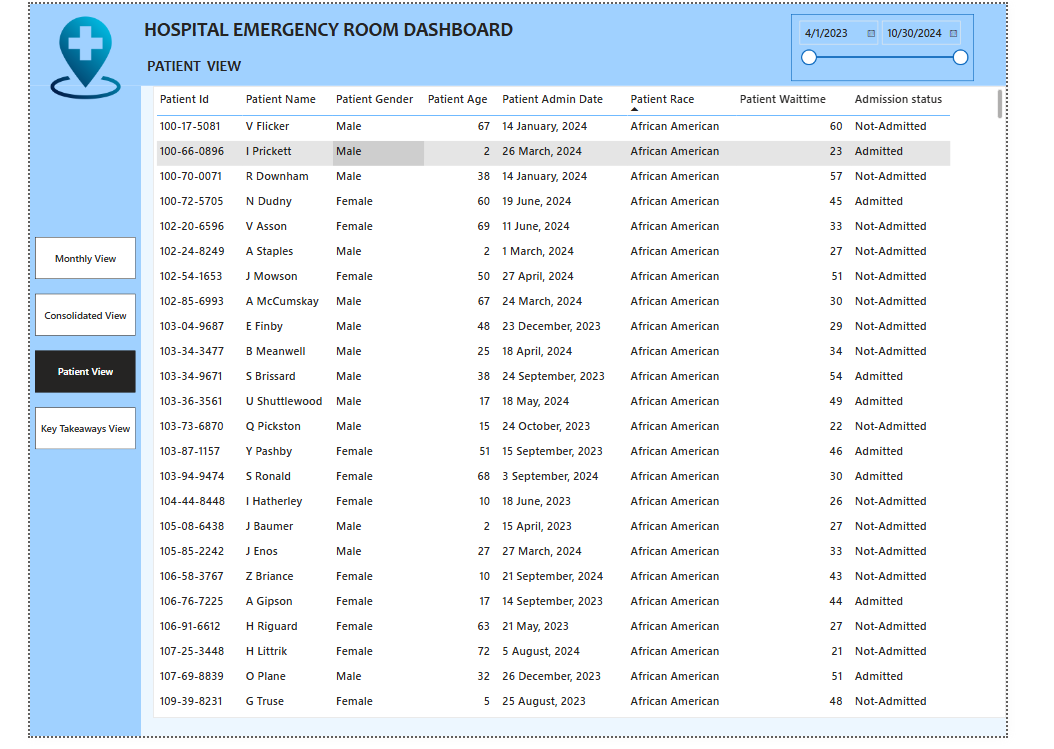 HOSPITAL EMERGENCY ROOM DASHBOARD
4/1/2023 10/30/2024
PATIENT VIEW
Patient Id Patient Name Patient Gender Patient Age Patient Admin Date Patient Race Patient Waittime Admission status
100-17-5081 V Flicker Male 67 14 January, 2024 African American 60 Not-Admitted
100-66-0896 I Prickett Male 2 26 March, 2024 African American 23 Admitted
100-70-0071 R Downham Male 38 14 January, 2024 African American 57 Not-Admitted
100-72-5705 N Dudny Female 60 19 June, 2024 African American 45 Admitted
102-20-6596 V Asson Female 69 11 June, 2024 African American 33 Not-Admitted
102-24-8249 A Staples Male 2 1 March, 2024 African American 27 Not-Admitted
102-54-1653 J Mowson Female 50 27 April, 2024 African American 51 Not-Admitted
102-85-6993 A McCumskay Male 67 24 March, 2024 African American 30 Not-Admitted
103-04-9687 E Finby Male 48 23 December, 2023 African American 29 Not-Admitted
103-34-3477 B Meanwell Male 25 18 April, 2024 African American 34 Not-Admitted
103-34-9671 S Brissard Male 38 24 September, 2023 African American 54 Admitted
103-36-3561 U Shuttlewood Male 17 18 May, 2024 African American 49 Admitted
103-73-6870 Q Pickston Male 15 24 October, 2023 African American 22 Not-Admitted
103-87-1157 Y Pashby Female 51 15 September, 2023 African American 46 Admitted
103-94-9474 S Ronald Female 68 3 September, 2024 African American 30 Admitted
104-44-8448 I Hatherley Female 10 18 June, 2023 African American 26 Not-Admitted
105-08-6438 J Baumer Male 2 15 April, 2023 African American 27 Not-Admitted
105-85-2242 J Enos Male 27 27 March, 2024 African American 33 Not-Admitted
106-58-3767 Z Briance Female 10 21 September, 2024 African American 43 Not-Admitted
106-76-7225 A Gipson Female 17 14 September, 2023 African American 44 Admitted
106-91-6612 H Riguard Female 63 21 May, 2023 African American 27 Not-Admitted
107-25-3448 H Littrik Female 72 5 August, 2024 African American 21 Not-Admitted
107-69-8839 O Plane Male 32 26 December, 2023 African American 51 Admitted
109-39-8231 G Truse Female 5 25 August, 2023 African American 48 Not-Admitted
Monthly View
Consolidated View
Patient View
Key Takeaways View